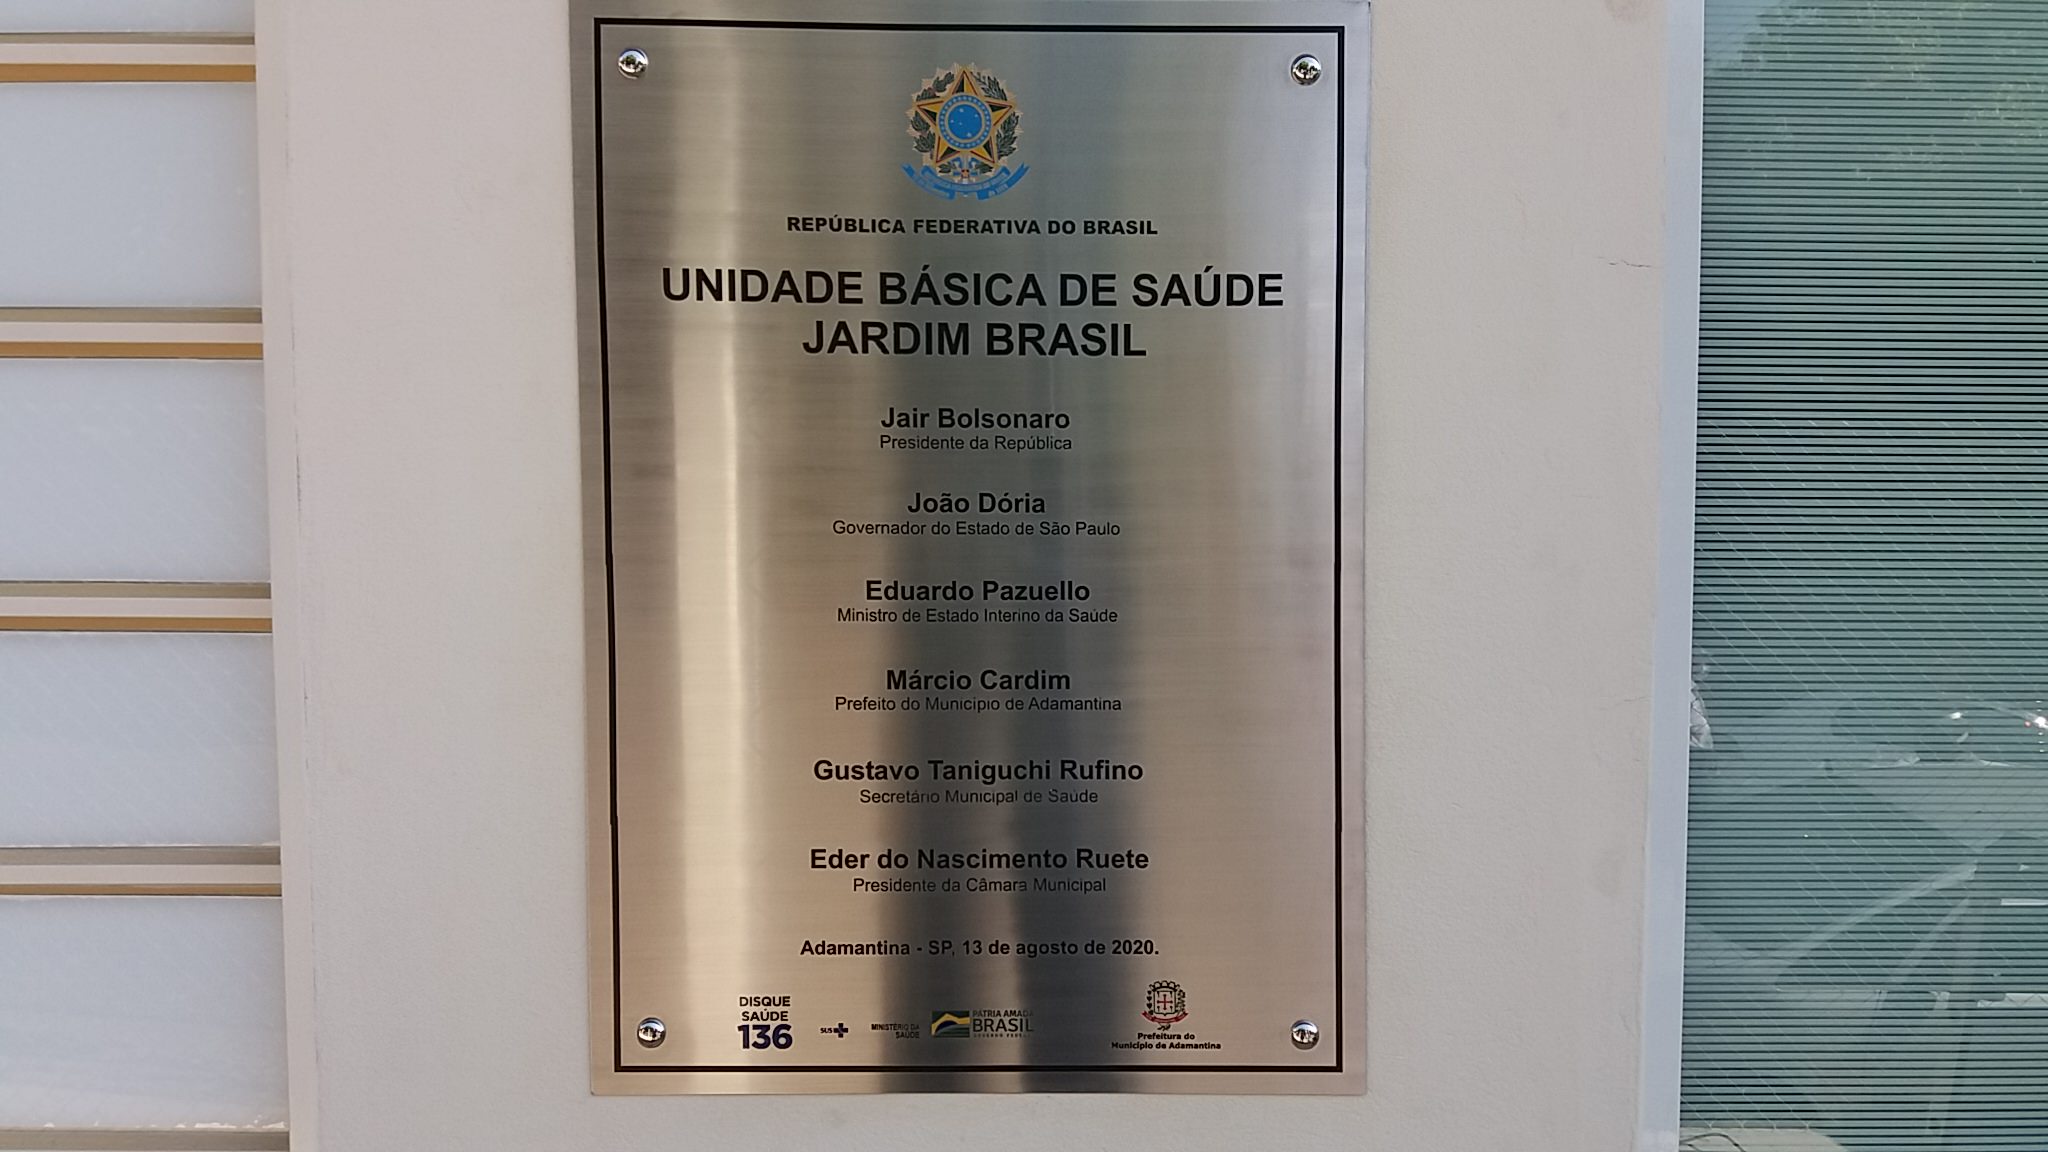 REPÚBLICA FEDERATIVA DO BRASIL
UNIDADE BÁSICA DE SAÚDE
JARDIM BRASIL
Jair Bolsonaro
Presidente da República
João Dória
Governador do Estado de São Paulo
Eduardo Pazuello
Ministro de Estado Interino da Saúde
Márcio Cardim
Prefeito do Município de Adamantina
Gustavo Taniguchi Rufino
Secretário Municipal de Saúde
Eder do Nascimento Ruete
Presidente da Câmara Municipal
Adamantina - SP, 13 de agosto de 2020.
DISQUE
SAÚDE
136
SUS
MINISTÉRIO DA
SAÚDE
PÁTRIA AMADA
BRASIL
GOVERNO FEDERAL
Prefeitura do
Município de Adamantina